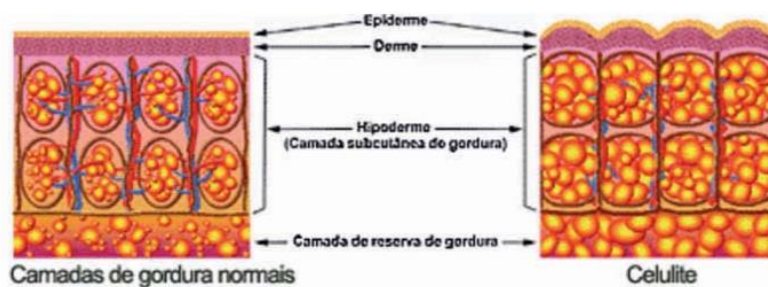 Epiderme
Derme
Hipoderme
(Camada subcutânea de gordura)
Camada de reserva de gordura
Camadas de gordura normais
Celulite